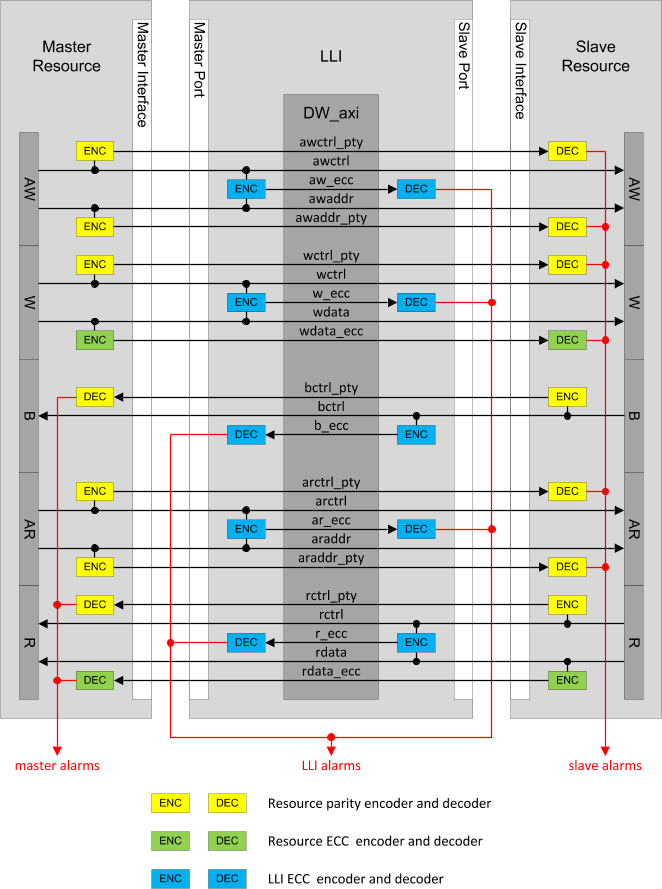 Master
Resource
Master Interface
Master Port
LLI
Slave Port
Slave Interface
Slave
Resource
DW_axi
AW
ENC
awctrl_pty
DEC
AW
awctrl
ENC
aw_ecc
DEC
awaddr
ENC
awaddr_pty
DEC
W
ENC
wctrl_pty
DEC
W
wctrl
ENC
w_ecc
DEC
wdata
ENC
wdata_ecc
DEC
B
DEC
bctrl_pty
ENC
B
bctrl
DEC
b_ecc
ENC
AR
ENC
arctrl_pty
DEC
AR
arctrl
ENC
ar_ecc
DEC
araddr
ENC
araddr_pty
DEC
R
DEC
rctrl_pty
ENC
R
rctrl
DEC
r_ecc
ENC
rdata
DEC
rdata_ecc
ENC
master alarms
LLI alarms
slave alarms
ENC DEC Resource parity encoder and decoder
ENC DEC Resource ECC encoder and decoder
ENC DEC LLI ECC encoder and decoder